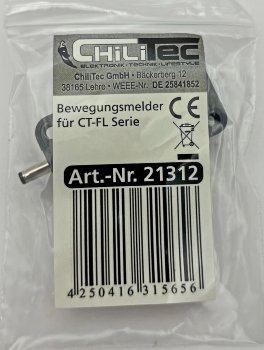 CHiLiTEC
ELEKTRONIK•TECHNIK•LIFESTYLE
ChiliTec GmbH • Bäckerberg 12
38165 Lehre • WEEE-Nr. DE 25841852
Bewegungsmelder
für CT-FL Serie
CE
Art.-Nr. 21312
4 250416 315656